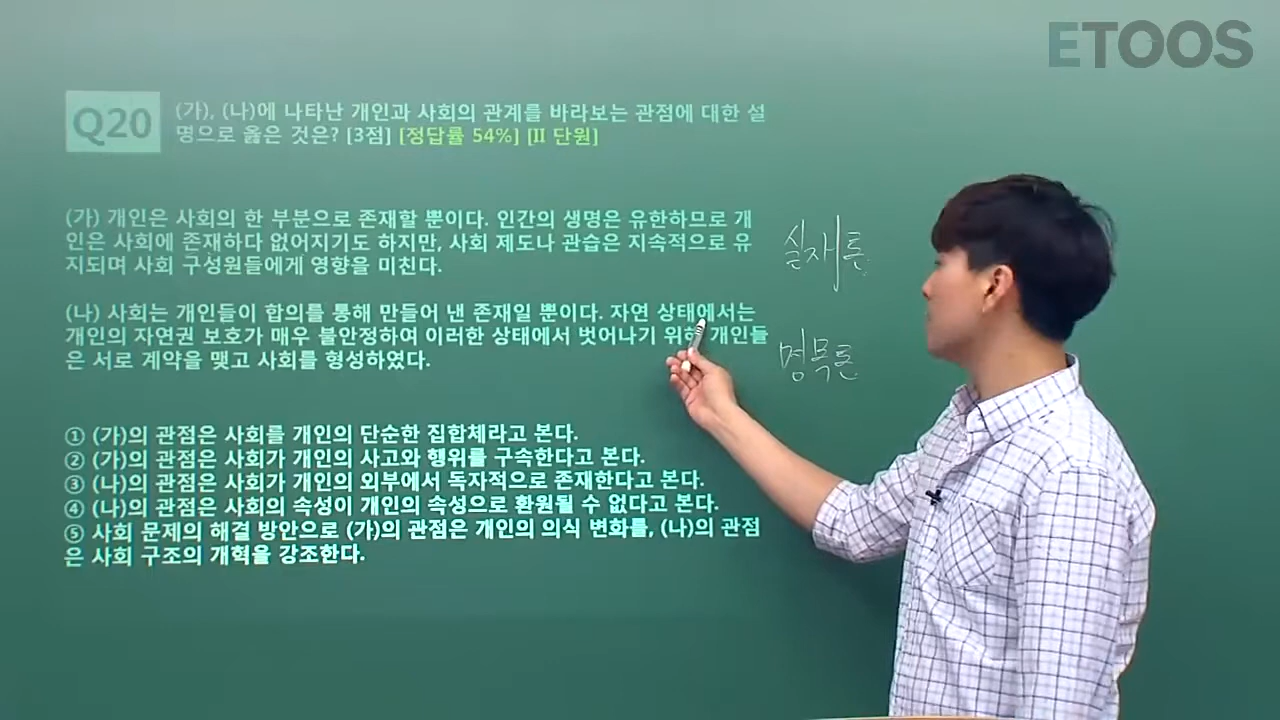 ETOOS
Q20
(가), (나)에 나타난 개인과 사회의 관계를 바라보는 관점에 대한 설
명으로 옳은 것은? [3점] [정답률 54%] [Ⅱ 단원]
(가) 개인은 사회의 한 부분으로 존재할 뿐이다. 인간의 생명은 유한하므로 개
인은 사회에 존재하다 없어지기도 하지만, 사회 제도나 관습은 지속적으로 유
지되며 사회 구성원들에게 영향을 미친다.
실재론
(나) 사회는 개인들이 합의를 통해 만들어 낸 존재일 뿐이다. 자연 상태에서는
개인의 자연권 보호가 매우 불안정하여 이러한 상태에서 벗어나기 위해 개인들
은 서로 계약을 맺고 사회를 형성하였다.
명목론
① (가)의 관점은 사회를 개인의 단순한 집합체라고 본다.
② (가)의 관점은 사회가 개인의 사고와 행위를 구속한다고 본다.
③ (나)의 관점은 사회가 개인의 외부에서 독자적으로 존재한다고 본다.
④ (나)의 관점은 사회의 속성이 개인의 속성으로 환원될 수 없다고 본다.
⑤ 사회 문제의 해결 방안으로 (가)의 관점은 개인의 의식 변화를, (나)의 관점
은 사회 구조의 개혁을 강조한다.